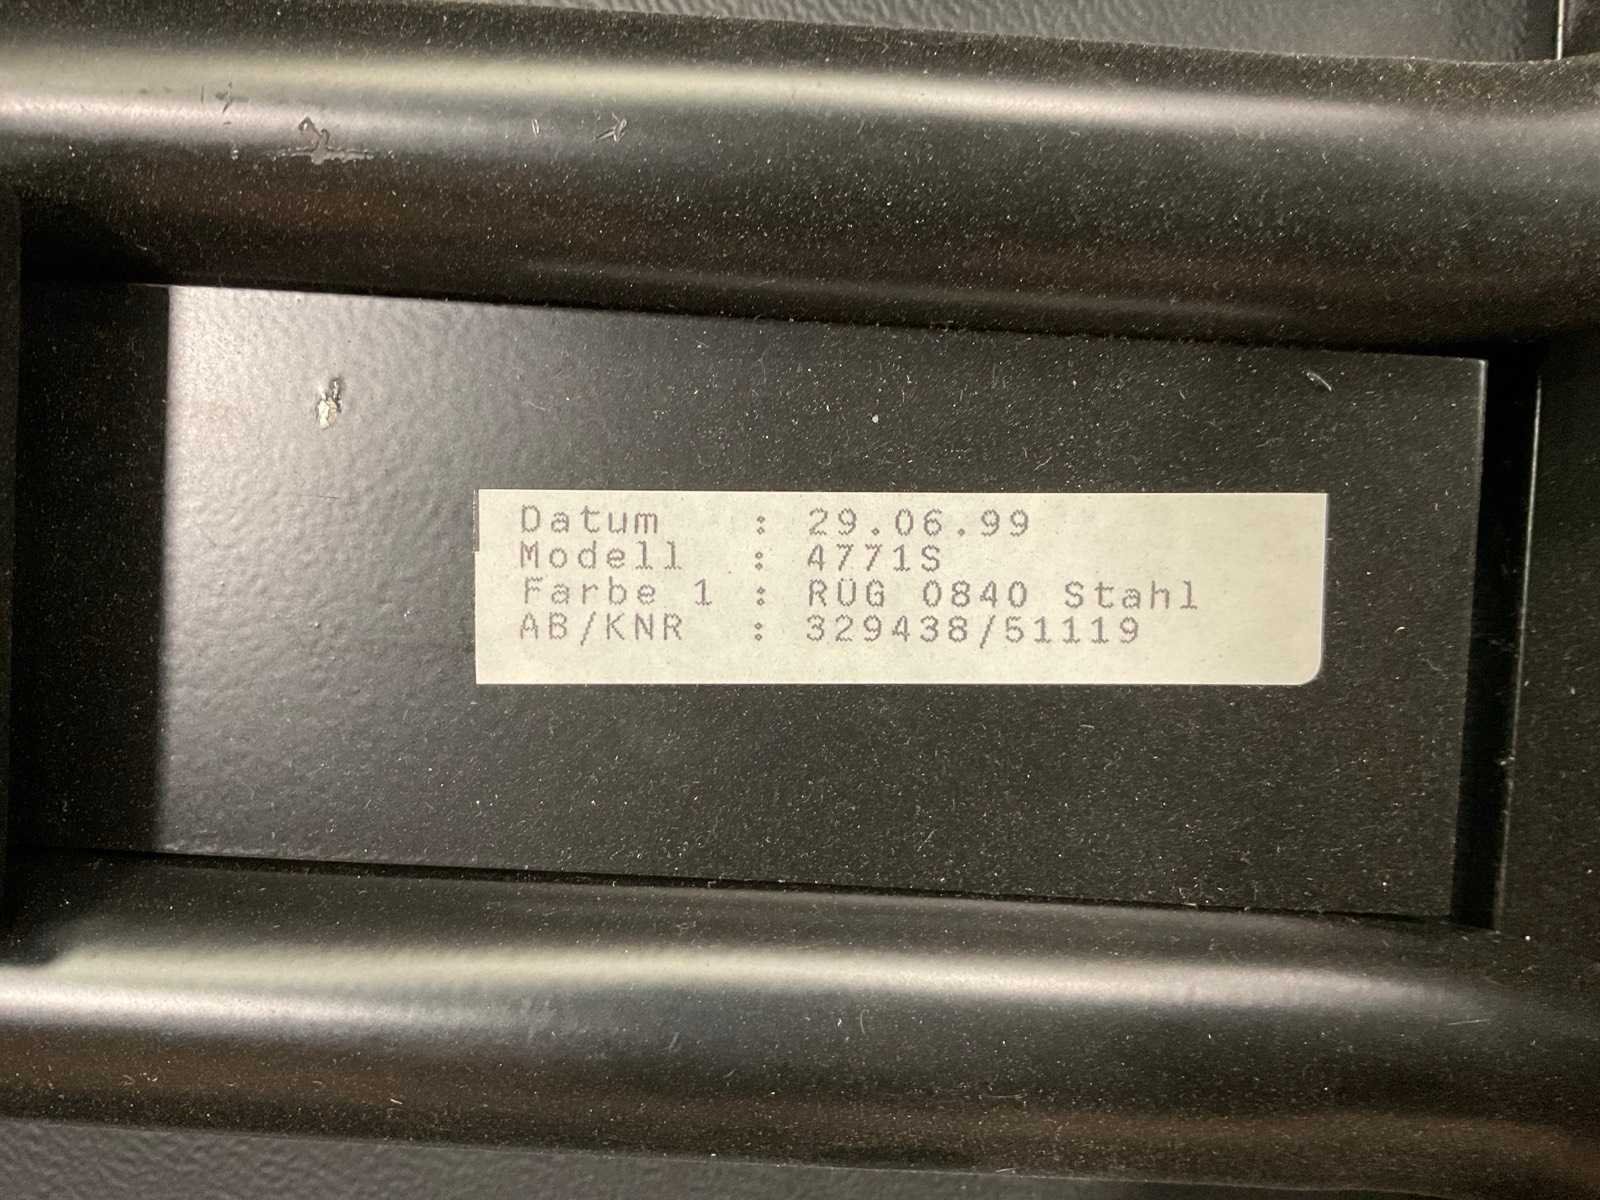 Datum : 29.06.99
Modell : 4771S
Farbe 1 : RÜG 0840 Stahl
AB/KNR : 329438/51119